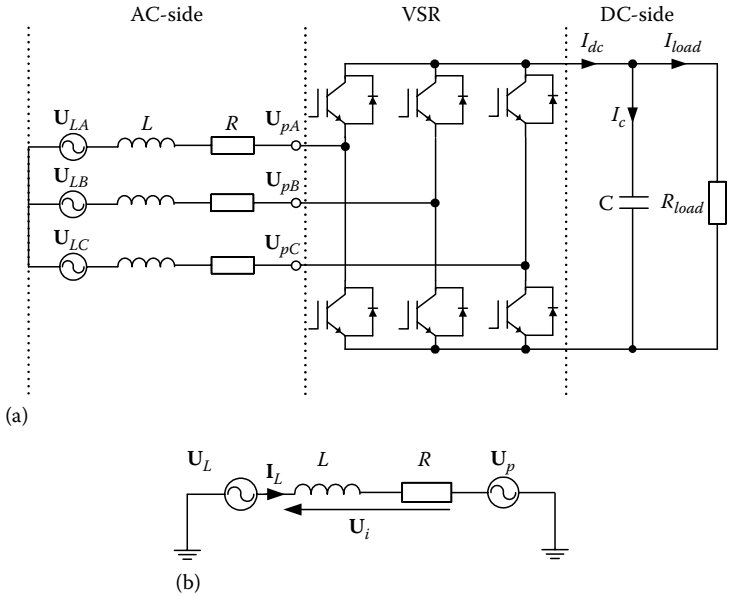 AC-side VSR DC-side
I_dc I_load
U_LA L R U_pA
I_c
U_LB U_pB
C R_load
U_LC U_pC
(a)
U_L I_L L R U_p
U_i
(b)